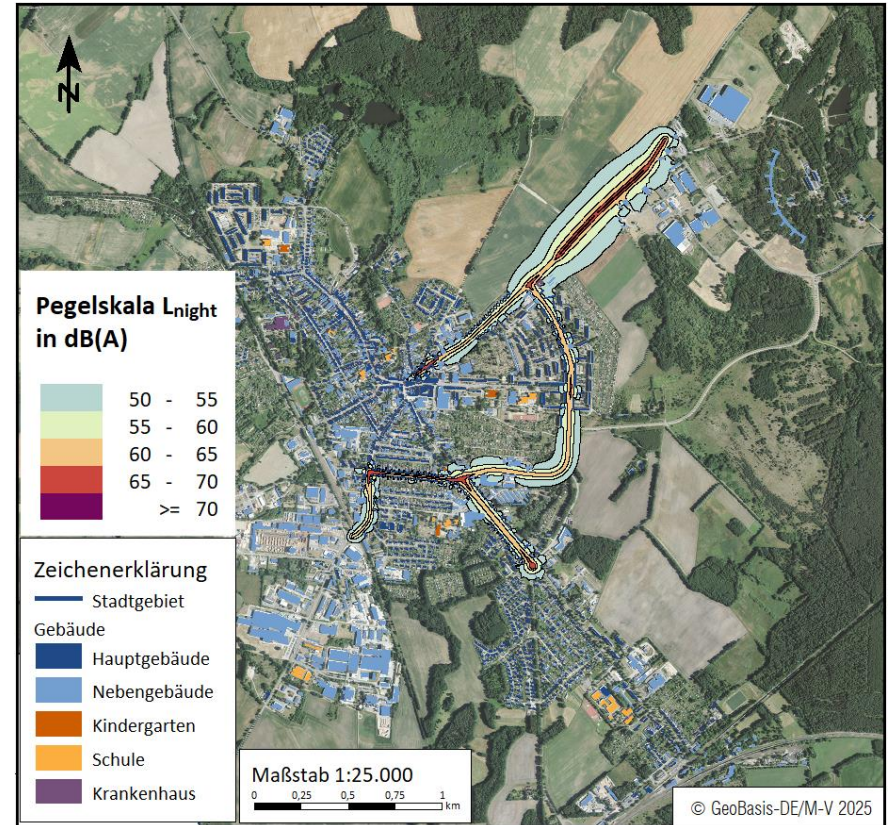 N
Pegelskala Lnight
in dB(A)
50 - 55
55 - 60
60 - 65
65 - 70
>= 70
Zeichenerklärung
Stadtgebiet
Gebäude
Hauptgebäude
Nebengebäude
Kindergarten
Schule
Krankenhaus
Maßstab 1:25.000
0 0,25 0,5 0,75 1
km
© GeoBasis-DE/M-V 2025